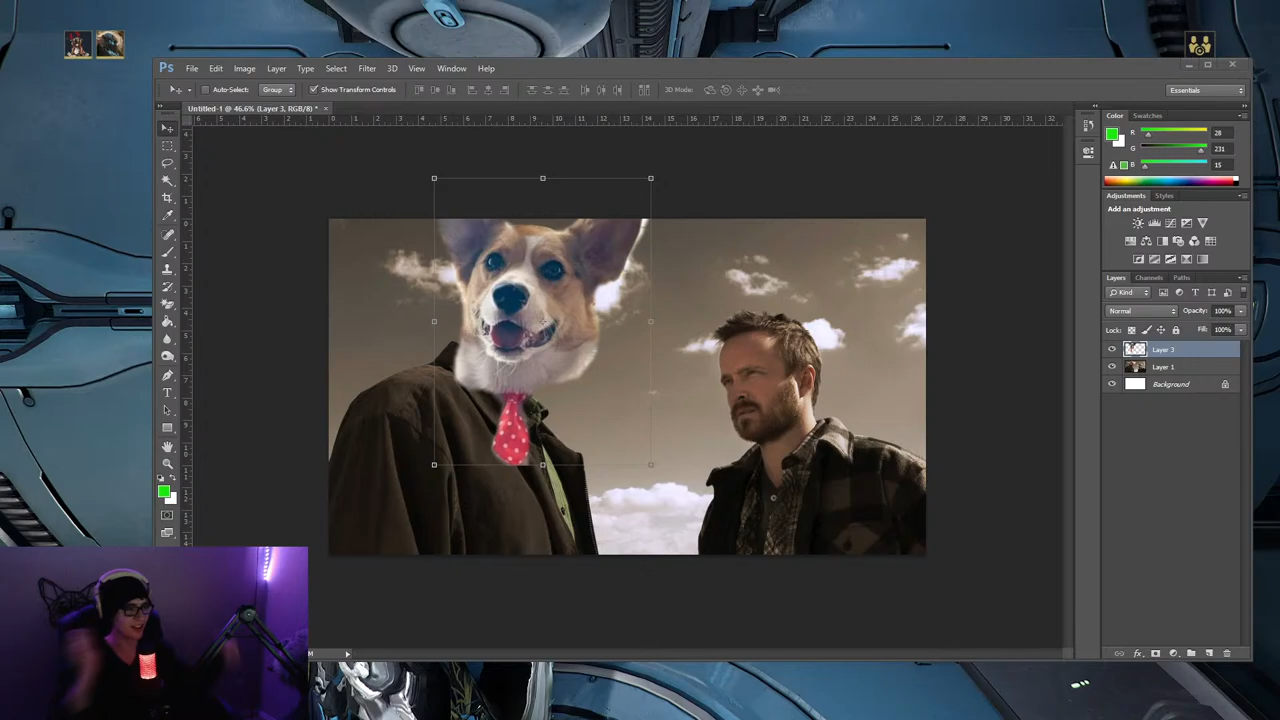 Ps File Edit Image Layer Type Select Filter 3D View Window Help
Auto-Select: Group Show Transform Controls 3D Mode: Essentials
Untitled-1 @ 46.6% (Layer 3, RGB/8) * ×
Color Swatches
R 28
G 231
B 15
Adjustments Styles
Add an adjustment
Layers Channels Paths
Kind
Normal Opacity: 100%
Lock: Fill: 100%
Layer 3
Layer 1
Background
fx